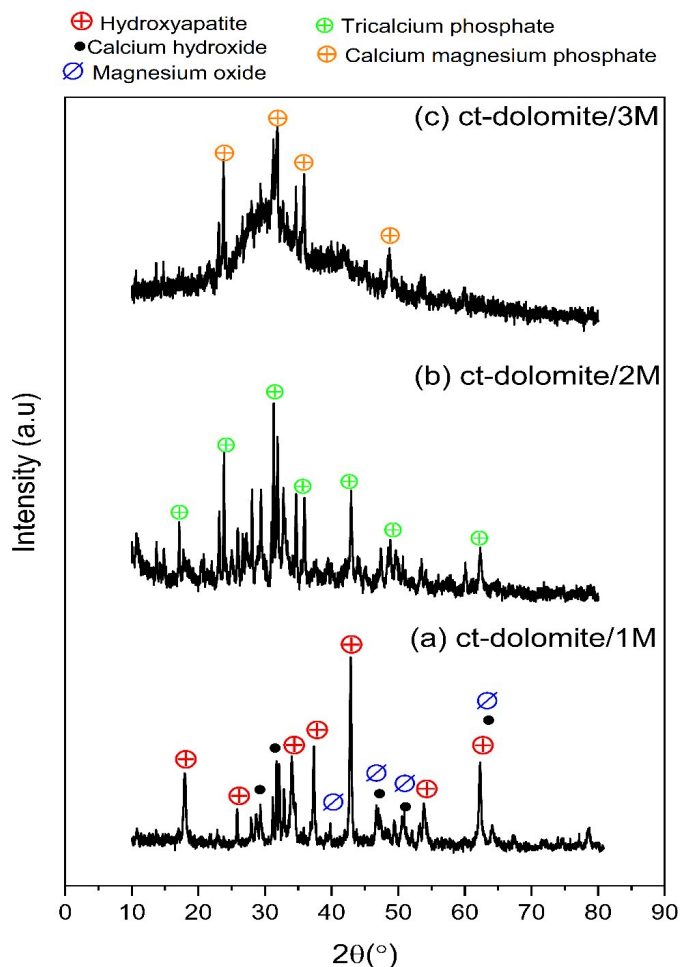 Hydroxyapatite
Calcium hydroxide
Magnesium oxide
Tricalcium phosphate
Calcium magnesium phosphate
(c) ct-dolomite/3M
(b) ct-dolomite/2M
(a) ct-dolomite/1M
Intensity (a.u)
0 10 20 30 40 50 60 70 80 90
2θ(°)